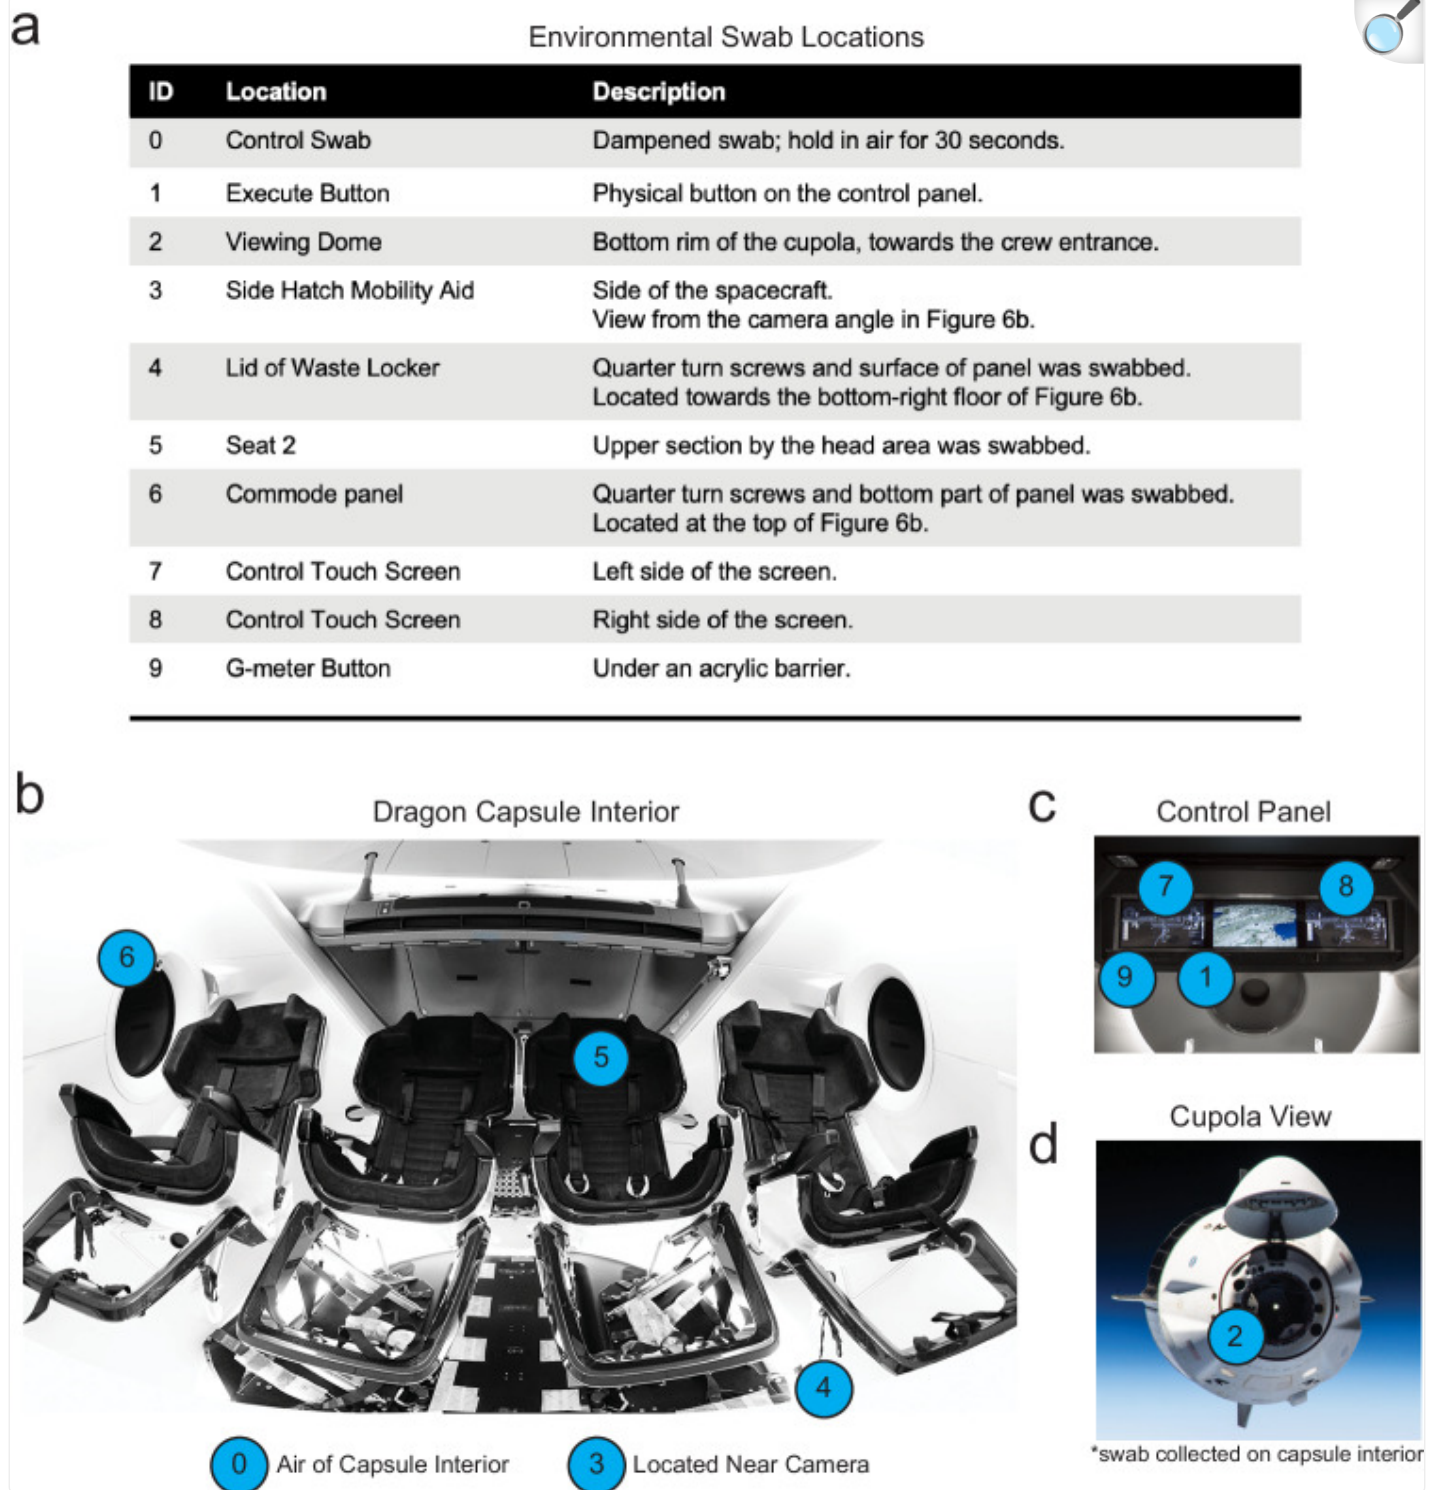 a
Environmental Swab Locations
ID Location Description
0 Control Swab Dampened swab; hold in air for 30 seconds.
1 Execute Button Physical button on the control panel.
2 Viewing Dome Bottom rim of the cupola, towards the crew entrance.
3 Side Hatch Mobility Aid Side of the spacecraft.
View from the camera angle in Figure 6b.
4 Lid of Waste Locker Quarter turn screws and surface of panel was swabbed.
Located towards the bottom-right floor of Figure 6b.
5 Seat 2 Upper section by the head area was swabbed.
6 Commode panel Quarter turn screws and bottom part of panel was swabbed.
Located at the top of Figure 6b.
7 Control Touch Screen Left side of the screen.
8 Control Touch Screen Right side of the screen.
9 G-meter Button Under an acrylic barrier.
b
Dragon Capsule Interior
6
5
4
0 Air of Capsule Interior
3 Located Near Camera
c
Control Panel
7 8
9 1
d
Cupola View
2
*swab collected on capsule interior